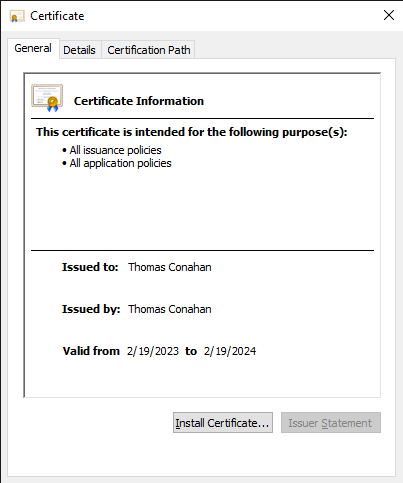 Certificate
General Details Certification Path
Certificate Information
This certificate is intended for the following purpose(s):
• All issuance policies
• All application policies
Issued to: Thomas Conahan
Issued by: Thomas Conahan
Valid from 2/19/2023 to 2/19/2024
Install Certificate... Issuer Statement